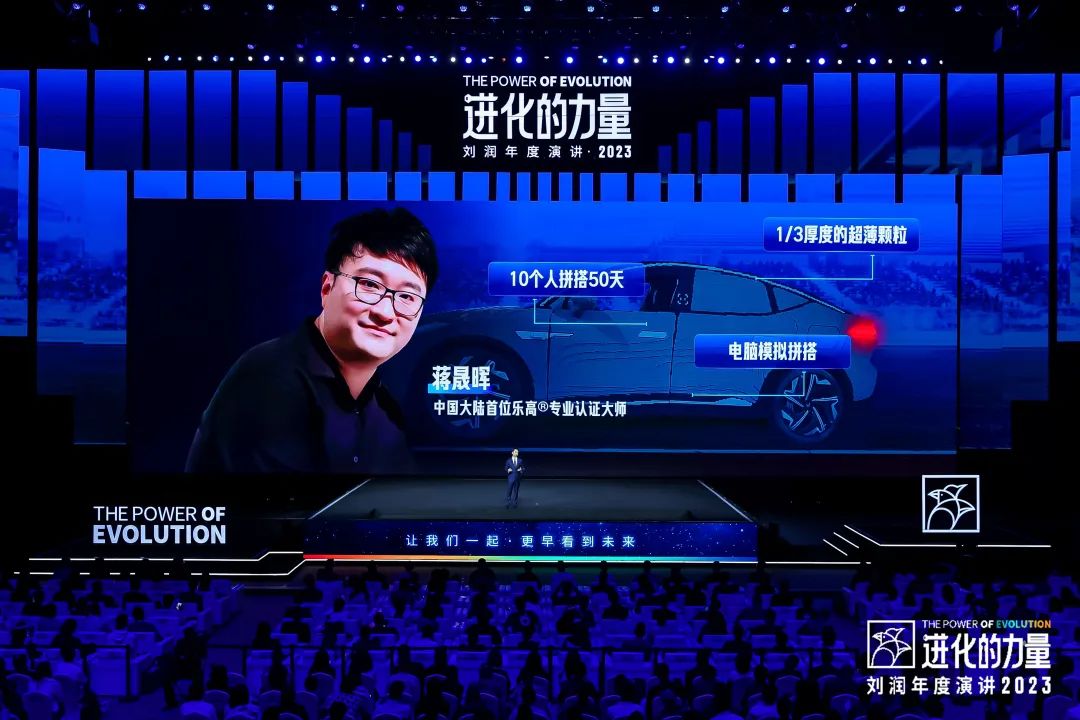 THE POWER OF EVOLUTION
进化的力量
刘润年度演讲·2023
1/3厚度的超薄颗粒
10个人拼搭50天
电脑模拟拼搭
蒋晟晖
中国大陆首位乐高®专业认证大师
THE POWER OF
EVOLUTION
让我们一起·更早看到未来
THE POWER OF EVOLUTION
进化的力量
刘润年度演讲2023